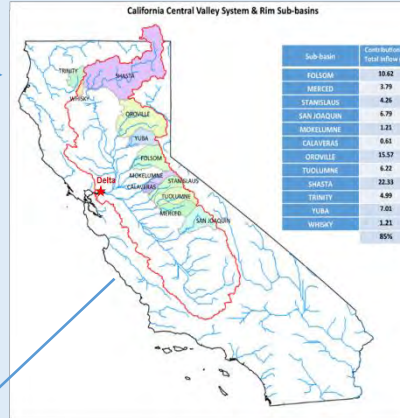 California Central Valley System & Rim Sub-basins
Sub-basin Contribution
Total Inflow
FOLSOM 10.62
MERCED 3.79
STANISLAUS 4.26
SAN JOAQUIN 6.79
MOKELUMNE 1.21
CALAVERAS 0.61
OROVILLE 15.57
TUOLUMNE 6.22
SHASTA 22.33
TRINITY 4.99
YUBA 7.01
WHISKY 1.21
85%
TRINITY
SHASTA
WHISKY
OROVILLE
YUBA
FOLSOM
MOKELUMNE
STANISLAUS
Delta
CALAVERAS
TUOLUMNE
MERCED
SAN JOAQUIN